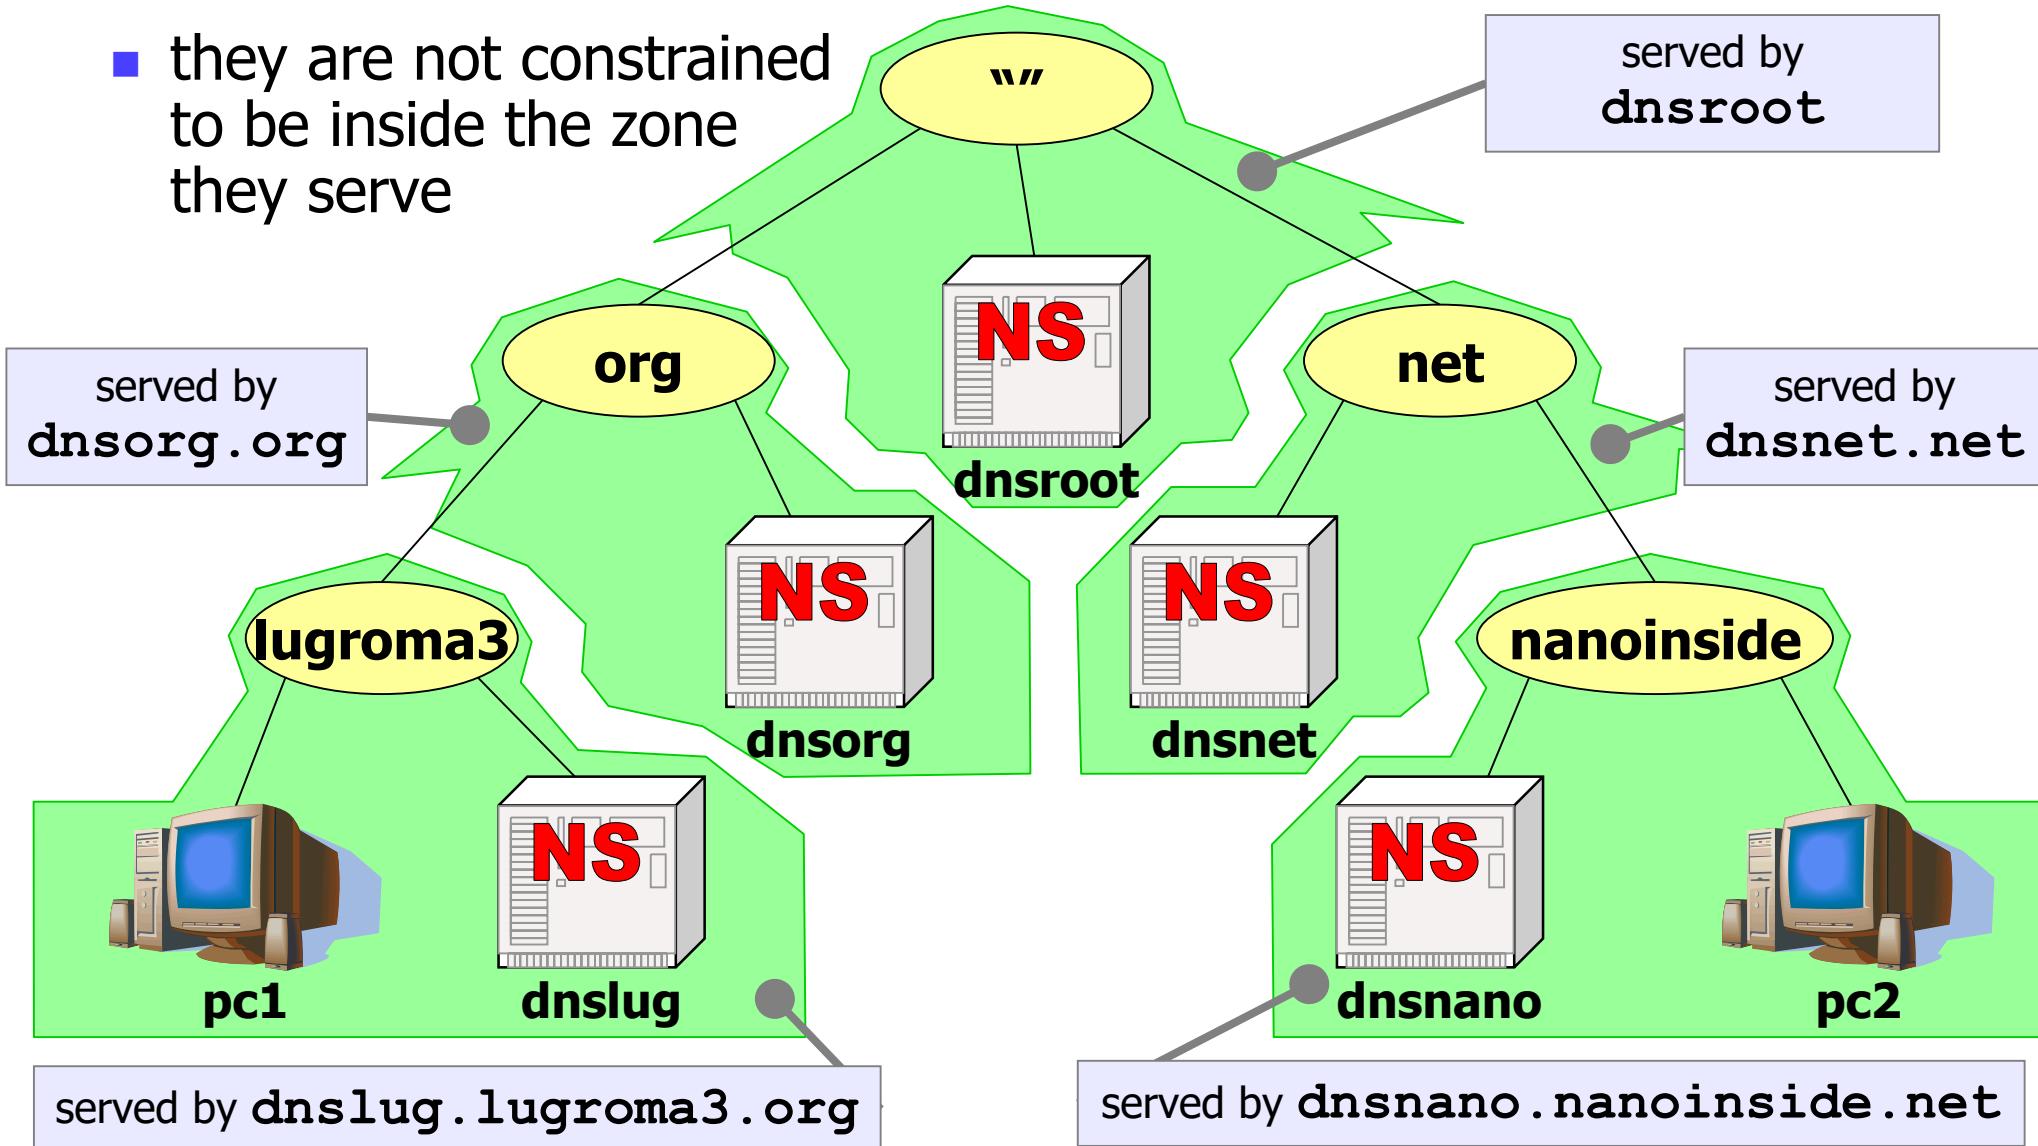 they are not constrained
to be inside the zone
they serve
“”
served by
dnsroot
NS
dnsroot
org
net
served by
dnsorg.org
served by
dnsnet.net
NS
dnsorg
NS
dnsnet
lugroma3
nanoinside
NS
NS
pc1
dnslug
dnsnano
pc2
served by dnslug.lugroma3.org
served by dnsnano.nanoinside.net